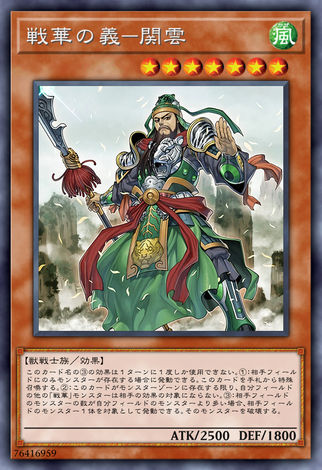 戦華の義－関雲
風
【獣戦士族／効果】
このカード名の③の効果は１ターンに１度しか使用できない。①：相手フィール
ドにのみモンスターが存在する場合に発動できる。このカードを手札から特殊
召喚する。②：このカードがモンスターゾーンに存在する限り、自分フィールド
の他の「戦華」モンスターは相手の効果の対象にならない。③：相手フィールド
のモンスターの数が自分フィールドのモンスターより多い場合、相手フィールド
のモンスター１体を対象として発動できる。そのモンスターを破壊する。
ATK/2500 DEF/1800
76416959